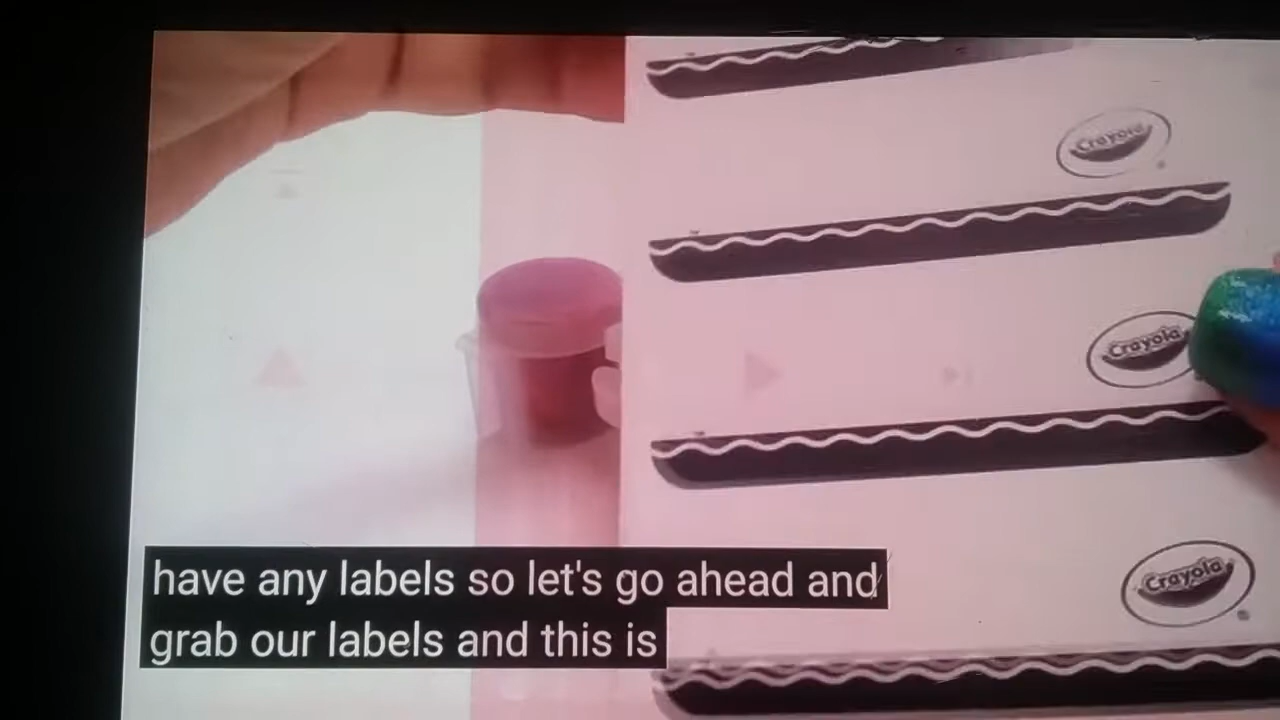 Crayola
Crayola
Crayola
have any labels so let's go ahead and
grab our labels and this is